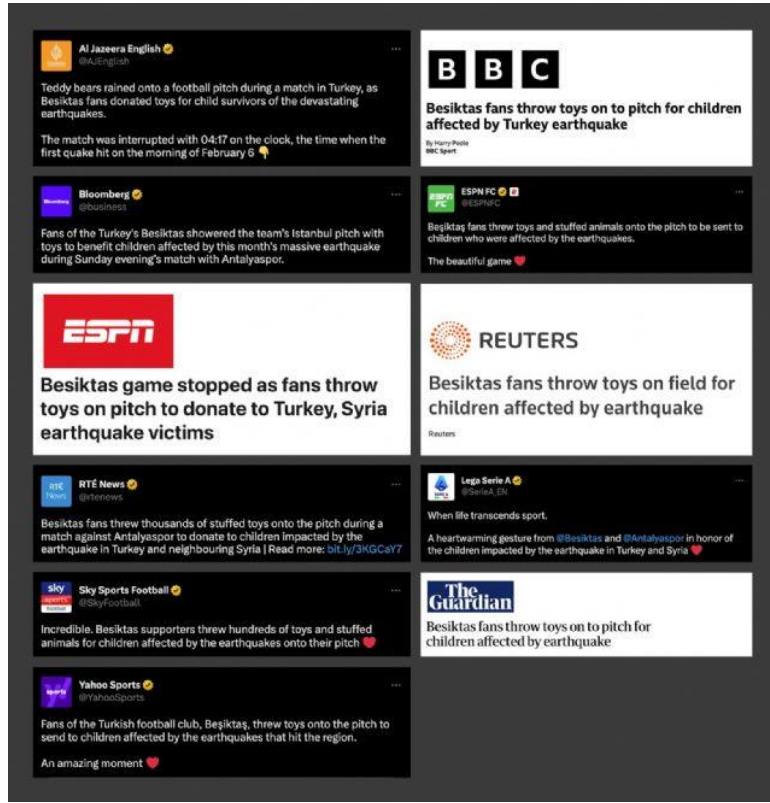 Al Jazeera English
@AJEnglish
Teddy bears rained onto a football pitch during a match in Turkey, as
Besiktas fans donated toys for child survivors of the devastating
earthquakes.
The match was interrupted with 04:17 on the clock, the time when the
first quake hit on the morning of February 6 👇
BBC
Besiktas fans throw toys on to pitch for children
affected by Turkey earthquake
By Harry Poole
BBC Sport
Bloomberg
Bloomberg
@business
Fans of the Turkey's Besiktas showered the team's Istanbul pitch with
toys to benefit children affected by this month's massive earthquake
during Sunday evening's match with Antalyaspor.
ESPN
FC
ESPN FC
@ESPNFC
Beşiktaş fans threw toys and stuffed animals onto the pitch to be sent to
children who were affected by the earthquakes.
The beautiful game ❤️
ESPN
Besiktas game stopped as fans throw
toys on pitch to donate to Turkey, Syria
earthquake victims
REUTERS
Besiktas fans throw toys on field for
children affected by earthquake
Reuters
RTÉ
News
RTÉ News
@rtenews
Besiktas fans threw thousands of stuffed toys onto the pitch during a
match against Antalyaspor to donate to children impacted by the
earthquake in Turkey and neighbouring Syria | Read more: bit.ly/3KGCaY7
Lega Serie A
@SerieA_EN
When life transcends sport.
A heartwarming gesture from @Besiktas and @Antalyaspor in honor of
the children impacted by the earthquake in Turkey and Syria ❤️
sky
sports
football
Sky Sports Football
@SkyFootball
Incredible. Besiktas supporters threw hundreds of toys and stuffed
animals for children affected by the earthquakes onto their pitch ❤️
The
Guardian
Besiktas fans throw toys on to pitch for
children affected by earthquake
sports
Yahoo Sports
@YahooSports
Fans of the Turkish football club, Beşiktaş, threw toys onto the pitch to
send to children affected by the earthquakes that hit the region.
An amazing moment ❤️